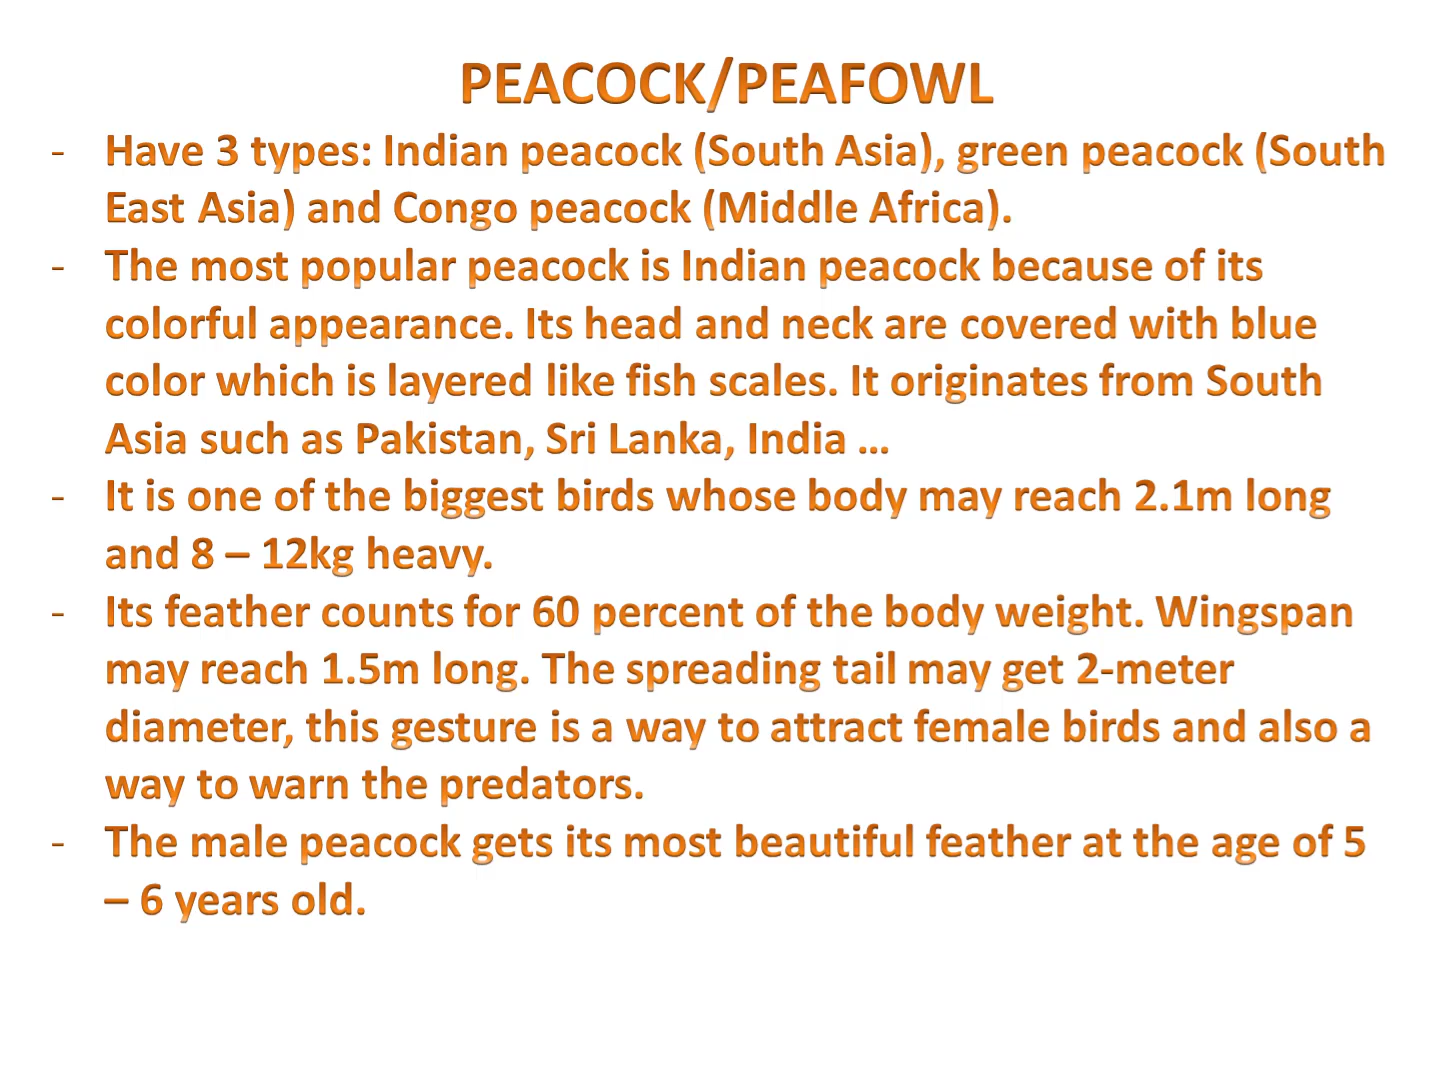 PEACOCK/PEAFOWL
- Have 3 types: Indian peacock (South Asia), green peacock (South
East Asia) and Congo peacock (Middle Africa).
- The most popular peacock is Indian peacock because of its
colorful appearance. Its head and neck are covered with blue
color which is layered like fish scales. It originates from South
Asia such as Pakistan, Sri Lanka, India ...
- It is one of the biggest birds whose body may reach 2.1m long
and 8 – 12kg heavy.
- Its feather counts for 60 percent of the body weight. Wingspan
may reach 1.5m long. The spreading tail may get 2-meter
diameter, this gesture is a way to attract female birds and also a
way to warn the predators.
- The male peacock gets its most beautiful feather at the age of 5
– 6 years old.